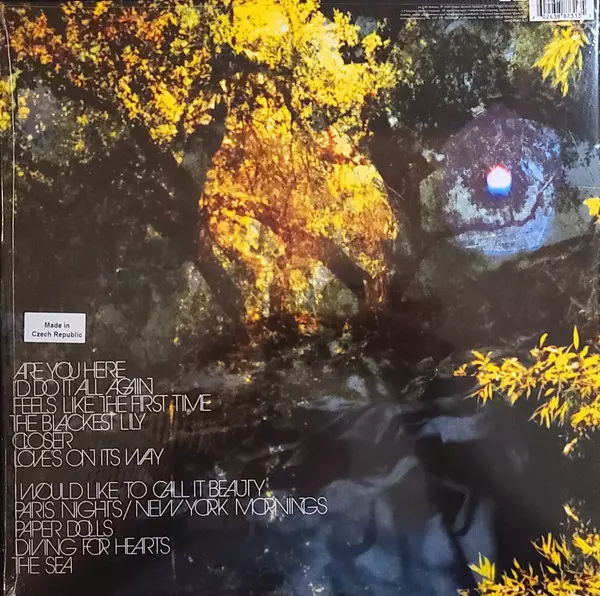 602438873135
Made in
Czech Republic
ARE YOU HERE
I'D DO IT ALL AGAIN
FEELS LIKE THE FIRST TIME
THE BLACKEST LILY
CLOSER
LOVE'S ON ITS WAY
I WOULD LIKE TO CALL IT BEAUTY
PARIS NIGHTS / NEW YORK MORNINGS
PAPER DOLLS
DIVING FOR HEARTS
THE SEA